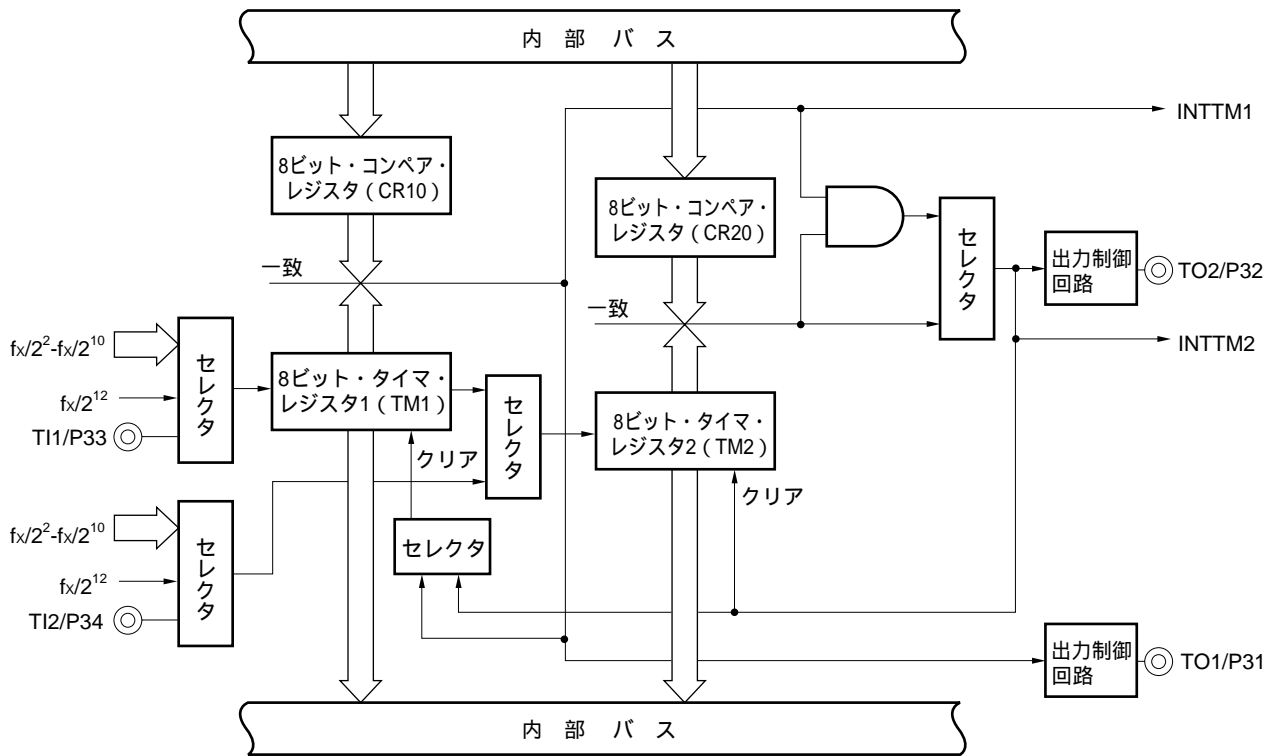 内 部 バ ス
INTTM1
8ビット・コンペア・
レジスタ（CR10）
8ビット・コンペア・
レジスタ（CR20）
セレクタ
出力制御
回路
TO2/P32
一致
一致
INTTM2
fx/2²-fx/2¹⁰
fx/2¹²
TI1/P33
セレクタ
8ビット・タイマ・
レジスタ1（TM1）
セレクタ
8ビット・タイマ・
レジスタ2（TM2）
クリア
クリア
fx/2²-fx/2¹⁰
fx/2¹²
TI2/P34
セレクタ
セレクタ
出力制御
回路
TO1/P31
内 部 バ ス